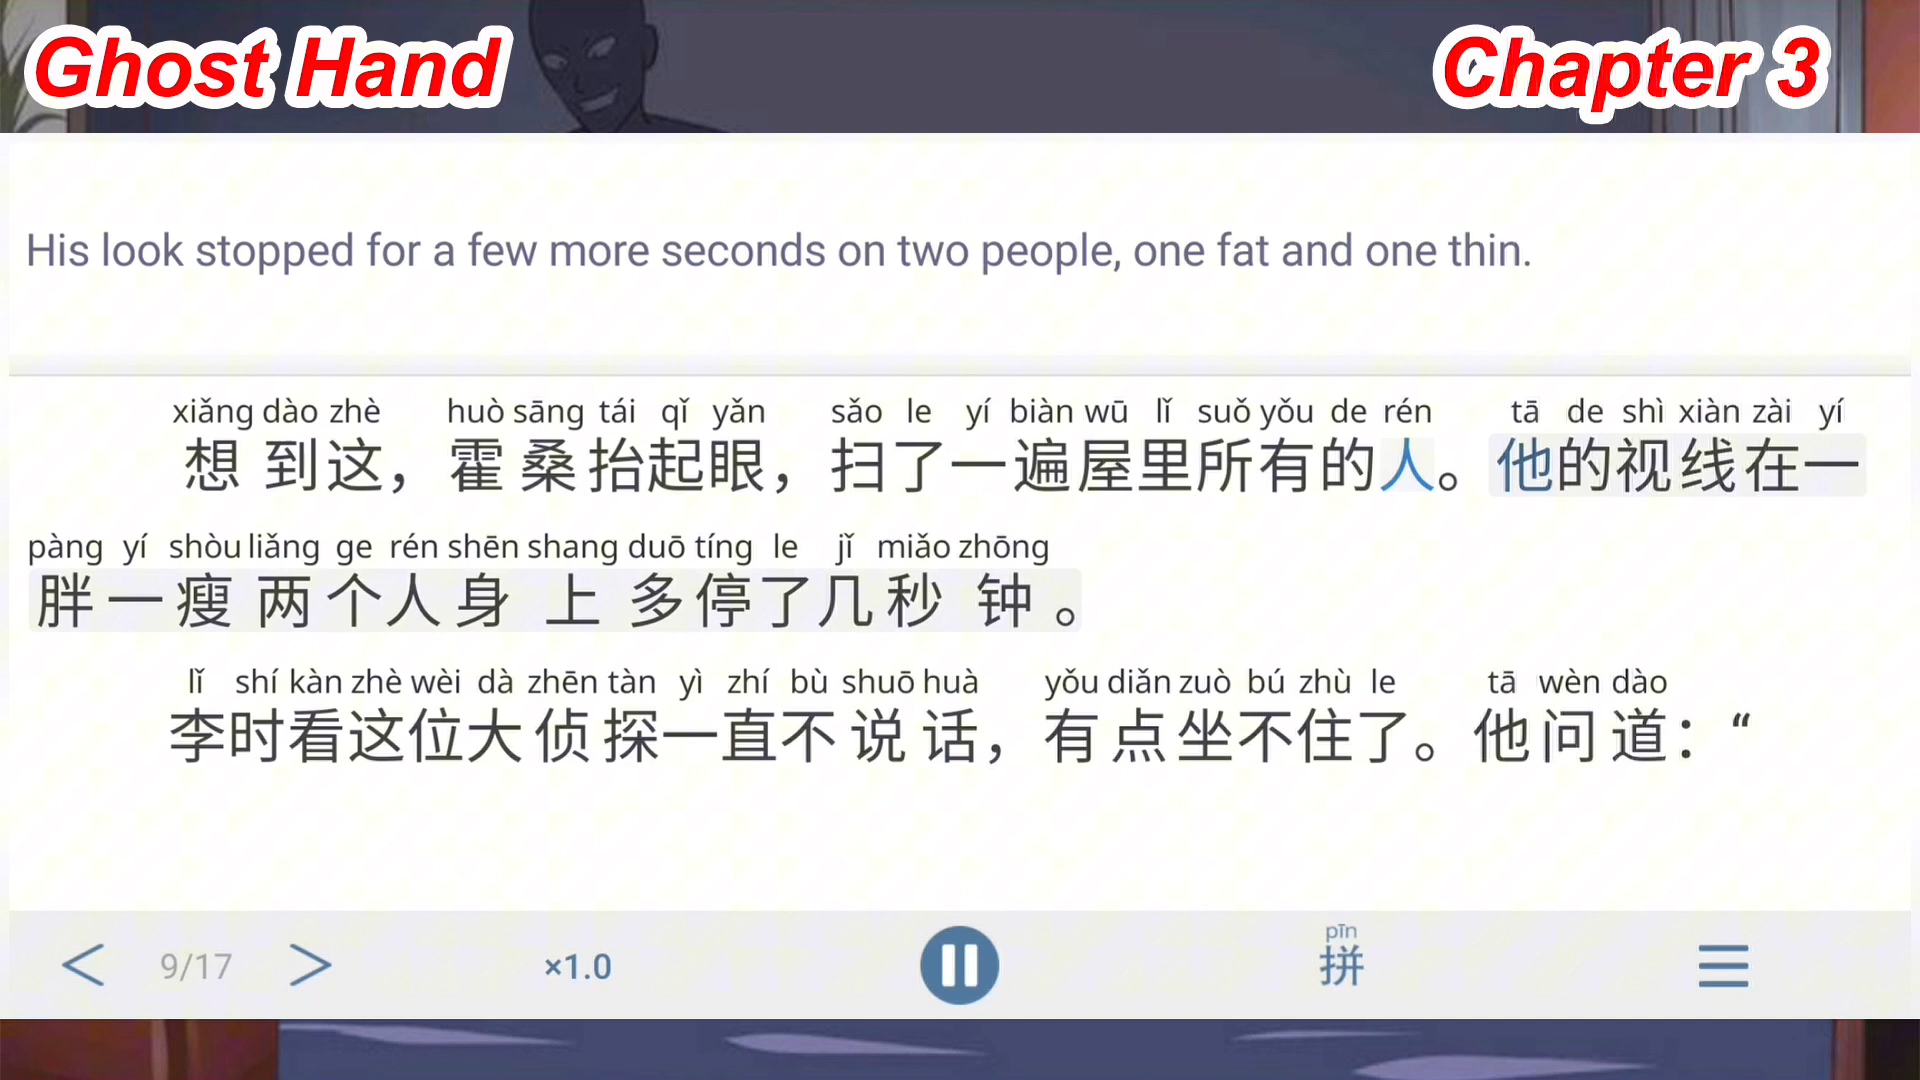 Ghost Hand
Chapter 3
His look stopped for a few more seconds on two people, one fat and one thin.
xiǎng dào zhè huò sāng tái qǐ yǎn sǎo le yí biàn wū lǐ suǒ yǒu de rén tā de shì xiàn zài yí
想到这，霍桑抬起眼，扫了一遍屋里所有的人。他的视线在一
pàng yí shòu liǎng ge rén shēn shang duō tíng le jǐ miǎo zhōng
胖一瘦两个人身上多停了几秒钟。
lǐ shí kàn zhè wèi dà zhēn tàn yì zhí bù shuō huà yǒu diǎn zuò bú zhù le tā wèn dào
李时看这位大侦探一直不说话，有点坐不住了。他问道：“
9/17
×1.0
pīn
拼